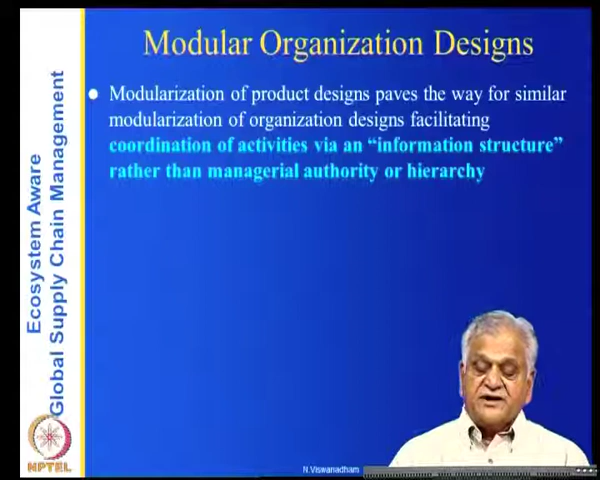 Modular Organization Designs
Modularization of product designs paves the way for similar
modularization of organization designs facilitating
coordination of activities via an “information structure”
rather than managerial authority or hierarchy
Ecosystem Aware
Global Supply Chain Management
NPTEL
N.Viswanadham